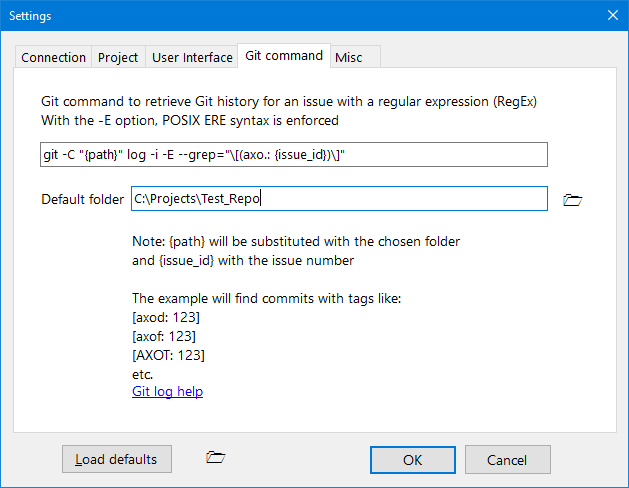 Settings
Connection Project User Interface Git command Misc
Git command to retrieve Git history for an issue with a regular expression (RegEx)
With the -E option, POSIX ERE syntax is enforced
git -C "{path}" log -i -E --grep="\[(axo.: {issue_id})\]"
Default folder C:\Projects\Test_Repo
Note: {path} will be substituted with the chosen folder
and {issue_id} with the issue number
The example will find commits with tags like:
[axod: 123]
[axof: 123]
[AXOT: 123]
etc.
Git log help
Load defaults OK Cancel